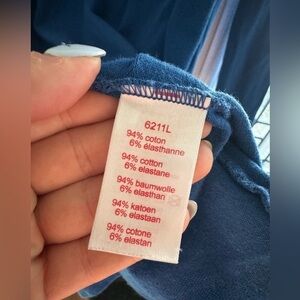 6211L
94% coton
6% élasthanne
94% cotton
6% elastane
94% baumwolle
6% elasthan
94% katoen
6% elastaan
94% cotone
6% elastan